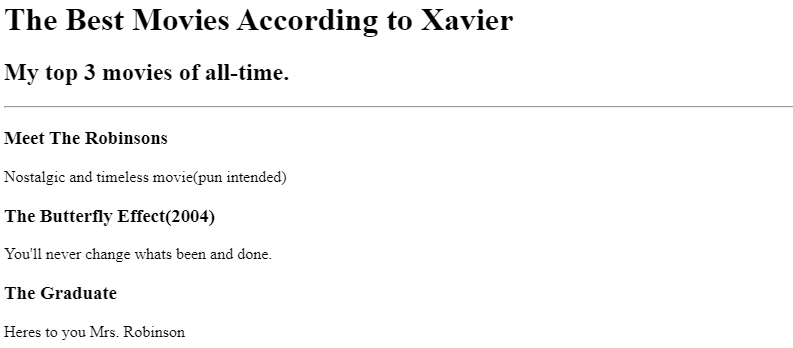 The Best Movies According to Xavier
My top 3 movies of all-time.
Meet The Robinsons
Nostalgic and timeless movie(pun intended)
The Butterfly Effect(2004)
You'll never change whats been and done.
The Graduate
Heres to you Mrs. Robinson